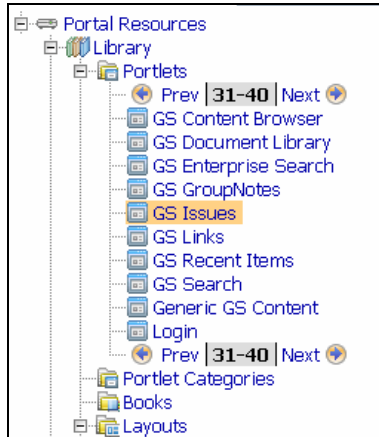 Portal Resources
Library
Portlets
Prev 31-40 Next
GS Content Browser
GS Document Library
GS Enterprise Search
GS GroupNotes
GS Issues
GS Links
GS Recent Items
GS Search
Generic GS Content
Login
Prev 31-40 Next
Portlet Categories
Books
Layouts